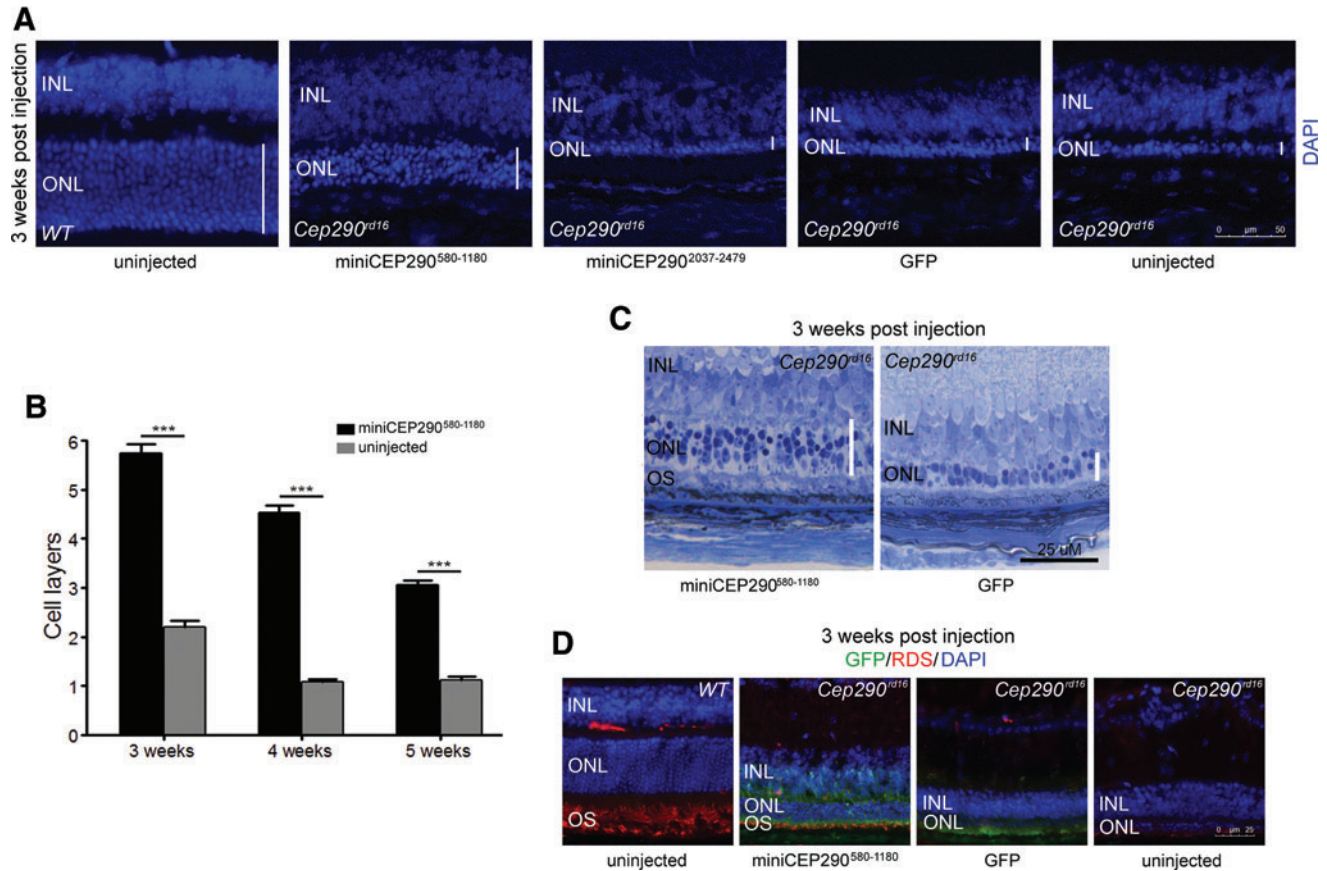 A
3 weeks post injection
INL
ONL
WT
uninjected
INL
ONL
Cep290rd16
miniCEP290580-1180
INL
ONL
Cep290rd16
miniCEP2902037-2479
INL
ONL
Cep290rd16
GFP
INL
ONL
Cep290rd16
0 µm 50
uninjected
DAPI
B
miniCEP290580-1180
uninjected
***
***
***
Cell layers
6
5
4
3
2
1
0
3 weeks 4 weeks 5 weeks
C
3 weeks post injection
INL
Cep290rd16
ONL
OS
miniCEP290580-1180
Cep290rd16
INL
ONL
25 uM
GFP
D
3 weeks post injection
GFP/RDS/DAPI
WT
INL
ONL
OS
uninjected
Cep290rd16
INL
ONL
OS
miniCEP290580-1180
Cep290rd16
INL
ONL
GFP
Cep290rd16
INL
ONL
0 µm 25
uninjected